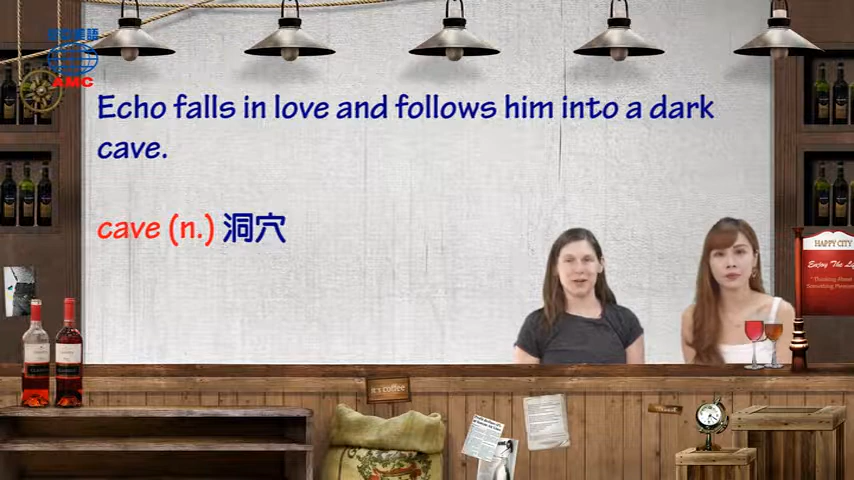 AMC
Echo falls in love and follows him into a dark
cave.
cave (n.) 洞穴
HAPPY CITY
Enjoy The Li
it's coffee